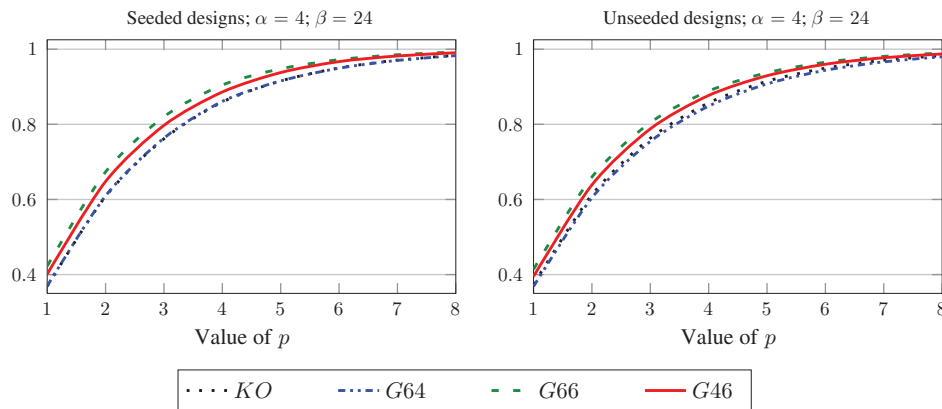 Seeded designs; α = 4; β = 24
1
0.8
0.6
0.4
1 2 3 4 5 6 7 8
Value of p
Unseeded designs; α = 4; β = 24
1
0.8
0.6
0.4
1 2 3 4 5 6 7 8
Value of p
KO G64 G66 G46